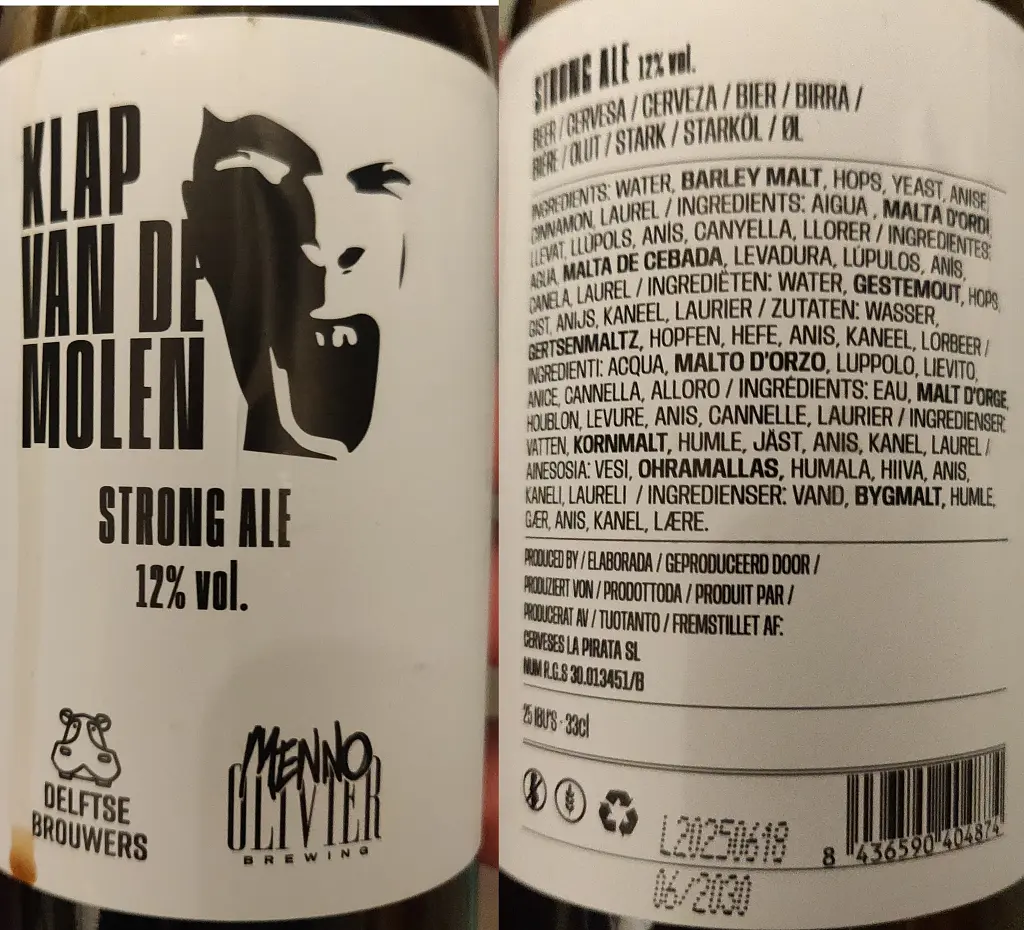 KLAP
VAN DE
MOLEN
STRONG ALE
12% vol.
DELFTSE
BROUWERS
MENNO
OLIVIER
BREWING
STRONG ALE 12% vol.
BEER / CERVESA / CERVEZA / BIER / BIRRA /
BIÈRE / OLUT / STARK / STARKÖL / ØL
INGREDIENTS: WATER, BARLEY MALT, HOPS, YEAST, ANISE,
CINNAMON, LAUREL / INGREDIENTS: AIGUA , MALTA D'ORDI,
LLEVAT, LLÚPOLS, ANÍS, CANYELLA, LLORER / INGREDIENTES:
AGUA, MALTA DE CEBADA, LEVADURA, LÚPULOS, ANÍS,
CANELA, LAUREL / INGREDIËTEN: WATER, GESTEMOUT, HOPS,
GIST, ANIJS, KANEEL, LAURIER / ZUTATEN: WASSER,
GERTSENMALTZ, HOPFEN, HEFE, ANIS, KANEEL, LORBEER /
INGREDIENTI: ACQUA, MALTO D'ORZO, LUPPOLO, LIEVITO,
ANICE, CANNELLA, ALLORO / INGRÉDIENTS: EAU, MALT D'ORGE,
HOUBLON, LEVURE, ANIS, CANNELLE, LAURIER / INGREDIENSER:
VATTEN, KORNMALT, HUMLE, JÄST, ANIS, KANEL, LAUREL /
AINESOSIA: VESI, OHRAMALLAS, HUMALA, HIIVA, ANIS,
KANELI, LAURELI / INGREDIENSER: VAND, BYGMALT, HUMLE,
GÆR, ANIS, KANEL, LÆRE.
PRODUCED BY / ELABORADA / GEPRODUCEERD DOOR /
PRODUZIERT VON / PRODOTTODA / PRODUIT PAR /
PRODUCERAT AV / TUOTANTO / FREMSTILLET AF:
CERVESES LA PIRATA SL
NUM R.G.S 30.013451/B
25 IBU'S - 33cl
L20250618
06/2030
8 436590 404874